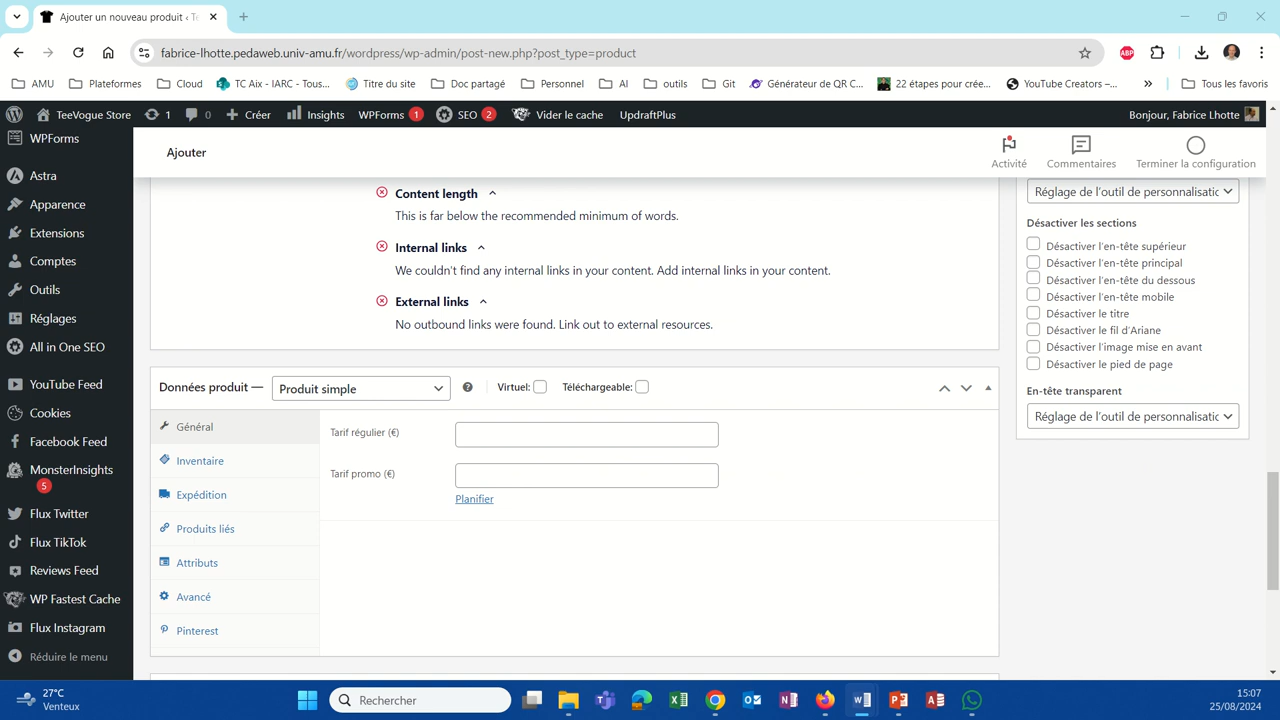 Ajouter un nouveau produit ‹ Te
fabrice-lhotte.pedaweb.univ-amu.fr/wordpress/wp-admin/post-new.php?post_type=product
ABP
AMU Plateformes Cloud TC Aix - IARC - Tous... Titre du site Doc partagé Personnel AI outils Git Générateur de QR C... 22 étapes pour crée... YouTube Creators –... » Tous les favoris
TeeVogue Store 1 0 Créer Insights WPForms 1 SEO 2 Vider le cache UpdraftPlus Bonjour, Fabrice Lhotte
WPForms
Astra
Apparence
Extensions
Comptes
Outils
Réglages
All in One SEO
YouTube Feed
Cookies
Facebook Feed
MonsterInsights
5
Flux Twitter
Flux TikTok
Reviews Feed
WP Fastest Cache
Flux Instagram
Réduire le menu
Ajouter
Activité Commentaires Terminer la configuration
Content length
This is far below the recommended minimum of words.
Internal links
We couldn't find any internal links in your content. Add internal links in your content.
External links
No outbound links were found. Link out to external resources.
Données produit — Produit simple Virtuel: Téléchargeable:
Général
Inventaire
Expédition
Produits liés
Attributs
Avancé
Pinterest
Tarif régulier (€)
Tarif promo (€)
Planifier
Réglage de l'outil de personnalisatic
Désactiver les sections
Désactiver l'en-tête supérieur
Désactiver l'en-tête principal
Désactiver l'en-tête du dessous
Désactiver l'en-tête mobile
Désactiver le titre
Désactiver le fil d'Ariane
Désactiver l'image mise en avant
Désactiver le pied de page
En-tête transparent
Réglage de l'outil de personnalisatic
27°C
Venteux
Rechercher
15:07
25/08/2024